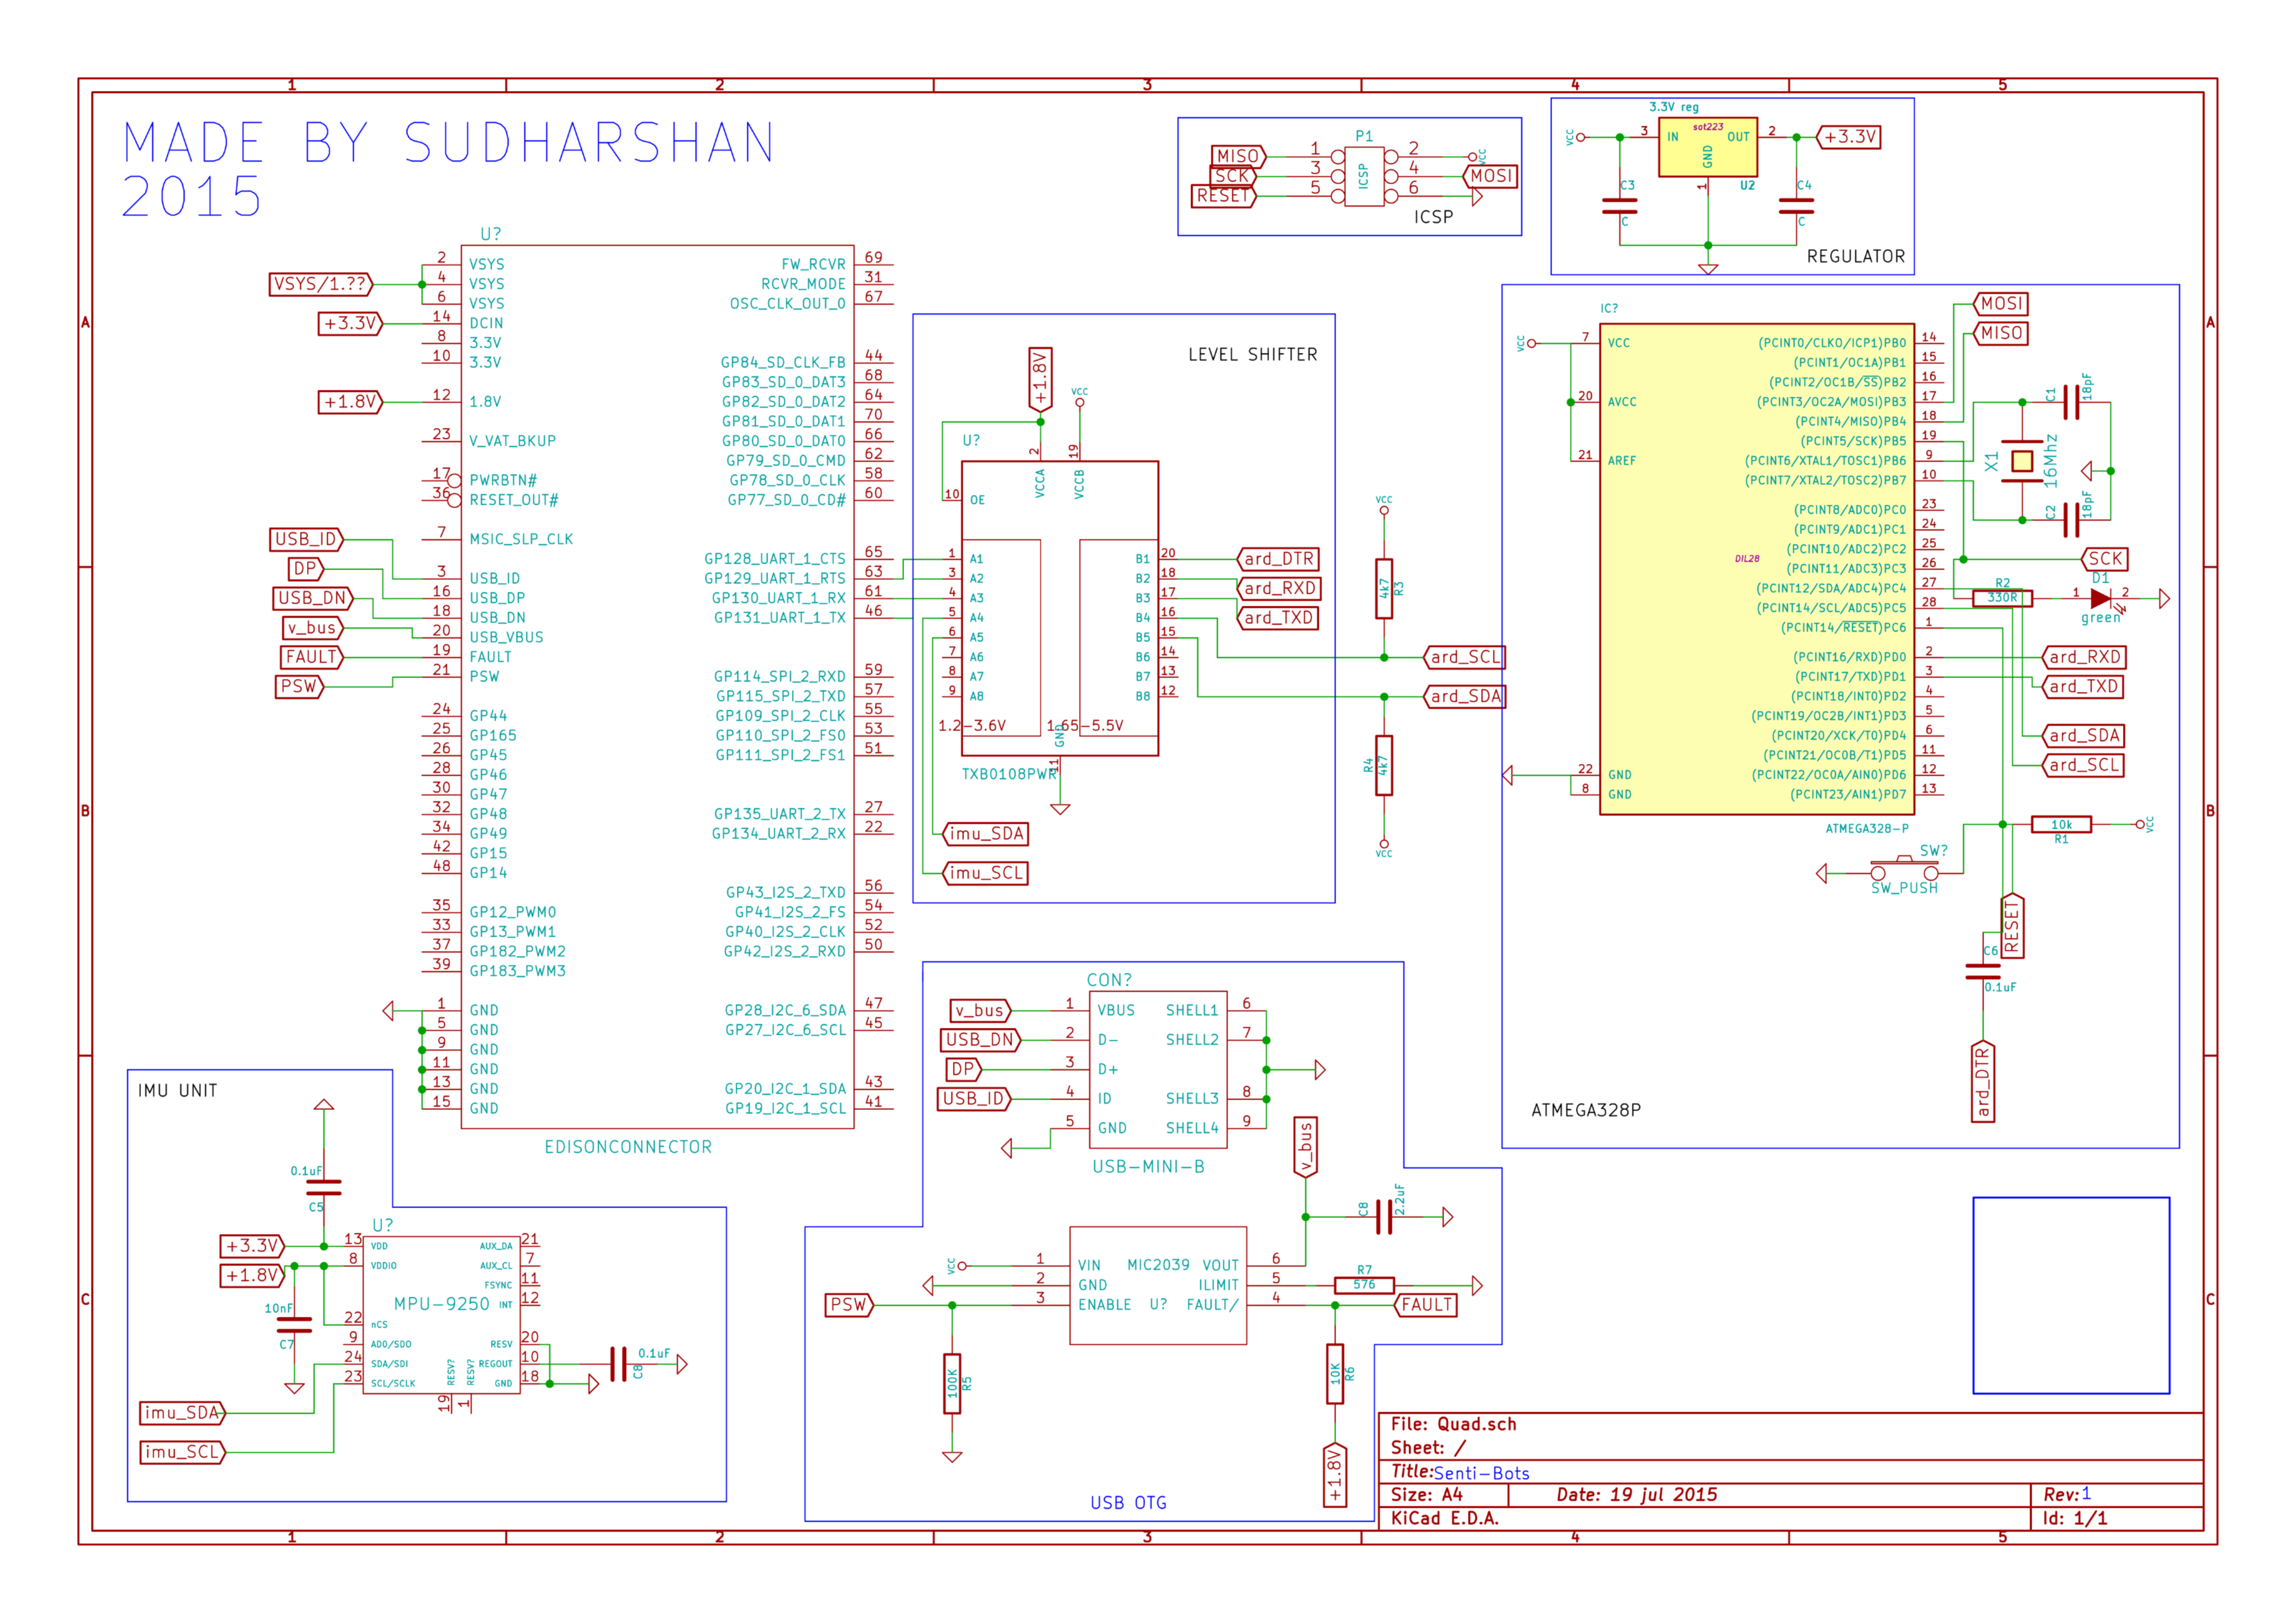 1 2 3 4 5
MADE BY SUDHARSHAN
2015
A
B
C
A
B
C
U?
VSYS/1.??
+3.3V
+1.8V
USB_ID
DP
USB_DN
v_bus
FAULT
PSW
2 VSYS
4 VSYS
6 VSYS
14 DCIN
8 3.3V
10 3.3V
12 1.8V
23 V_VAT_BKUP
17 PWRBTN#
36 RESET_OUT#
7 MSIC_SLP_CLK
3 USB_ID
16 USB_DP
18 USB_DN
20 USB_VBUS
19 FAULT
21 PSW
24 GP44
25 GP165
26 GP45
28 GP46
30 GP47
32 GP48
34 GP49
42 GP15
48 GP14
35 GP12_PWM0
33 GP13_PWM1
37 GP182_PWM2
39 GP183_PWM3
1 GND
5 GND
9 GND
11 GND
13 GND
15 GND
FW_RCVR 69
RCVR_MODE 31
OSC_CLK_OUT_0 67
GP84_SD_CLK_FB 44
GP83_SD_0_DAT3 68
GP82_SD_0_DAT2 64
GP81_SD_0_DAT1 70
GP80_SD_0_DAT0 66
GP79_SD_0_CMD 62
GP78_SD_0_CLK 58
GP77_SD_0_CD# 60
GP128_UART_1_CTS 65
GP129_UART_1_RTS 63
GP130_UART_1_RX 61
GP131_UART_1_TX 46
GP114_SPI_2_RXD 59
GP115_SPI_2_TXD 57
GP109_SPI_2_CLK 55
GP110_SPI_2_FS0 53
GP111_SPI_2_FS1 51
GP135_UART_2_TX 27
GP134_UART_2_RX 22
GP43_I2S_2_TXD 56
GP41_I2S_2_FS 54
GP40_I2S_2_CLK 52
GP42_I2S_2_RXD 50
GP28_I2C_6_SDA 47
GP27_I2C_6_SCL 45
GP20_I2C_1_SDA 43
GP19_I2C_1_SCL 41
EDISONCONNECTOR
P1
MISO 1 2 VCC
SCK 3 4 MOSI
RESET 5 6
ICSP
ICSP
3.3V reg
VCC 3 IN sot223 OUT 2 +3.3V
GND
1
U2
C3
C
C4
C
REGULATOR
LEVEL SHIFTER
+1.8V
VCC
U?
2
19
VCCA
VCCB
10 OE
1 A1
3 A2
4 A3
5 A4
6 A5
7 A6
8 A7
9 A8
B1 20 ard_DTR
B2 18 ard_RXD
B3 17 ard_TXD
B4 16
B5 15
B6 14
B7 13
B8 12
1.2-3.6V
1.65-5.5V
GND
11
TXB0108PWR
imu_SDA
imu_SCL
VCC
4k7
R3
ard_SCL
ard_SDA
R4
4k7
VCC
IC?
VCC
7 VCC
20 AVCC
21 AREF
22 GND
8 GND
DIL28
(PCINT0/CLKO/ICP1)PB0 14
(PCINT1/OC1A)PB1 15
(PCINT2/OC1B/SS)PB2 16
(PCINT3/OC2A/MOSI)PB3 17
(PCINT4/MISO)PB4 18
(PCINT5/SCK)PB5 19
(PCINT6/XTAL1/TOSC1)PB6 9
(PCINT7/XTAL2/TOSC2)PB7 10
(PCINT8/ADC0)PC0 23
(PCINT9/ADC1)PC1 24
(PCINT10/ADC2)PC2 25
(PCINT11/ADC3)PC3 26
(PCINT12/SDA/ADC4)PC4 27
(PCINT14/SCL/ADC5)PC5 28
(PCINT14/RESET)PC6 1
(PCINT16/RXD)PD0 2
(PCINT17/TXD)PD1 3
(PCINT18/INT0)PD2 4
(PCINT19/OC2B/INT1)PD3 5
(PCINT20/XCK/T0)PD4 6
(PCINT21/OC0B/T1)PD5 11
(PCINT22/OC0A/AIN0)PD6 12
(PCINT23/AIN1)PD7 13
ATMEGA328-P
MOSI
MISO
C1
18pF
X1
16Mhz
C2
18pF
SCK
R2
330R
D1
1 2
green
ard_RXD
ard_TXD
ard_SDA
ard_SCL
10k
R1
VCC
SW?
SW_PUSH
RESET
C6
0.1uF
ard_DTR
ATMEGA328P
CON?
v_bus 1 VBUS SHELL1 6
USB_DN 2 D- SHELL2 7
DP 3 D+
USB_ID 4 ID SHELL3 8
5 GND SHELL4 9
USB-MINI-B
v_bus
C8
2.2uF
VCC 1 VIN MIC2039 VOUT 6
2 GND ILIMIT 5
PSW 3 ENABLE U? FAULT/ 4 FAULT
R7
576
100K
R5
10K
R6
+1.8V
USB OTG
IMU UNIT
0.1uF
C5
U?
+3.3V
+1.8V
10nF
C7
13 VDD
8 VDDIO
22 nCS
9 AD0/SDO
24 SDA/SDI
23 SCL/SCLK
MPU-9250
AUX_DA 21
AUX_CL 7
FSYNC 11
INT 12
RESV 20
REGOUT 10
GND 18
RESV?
RESV?
19
1
0.1uF
C8
imu_SDA
imu_SCL
File: Quad.sch
Sheet: /
Title: Senti-Bots
Size: A4 Date: 19 jul 2015 Rev: 1
KiCad E.D.A. Id: 1/1
1 2 3 4 5